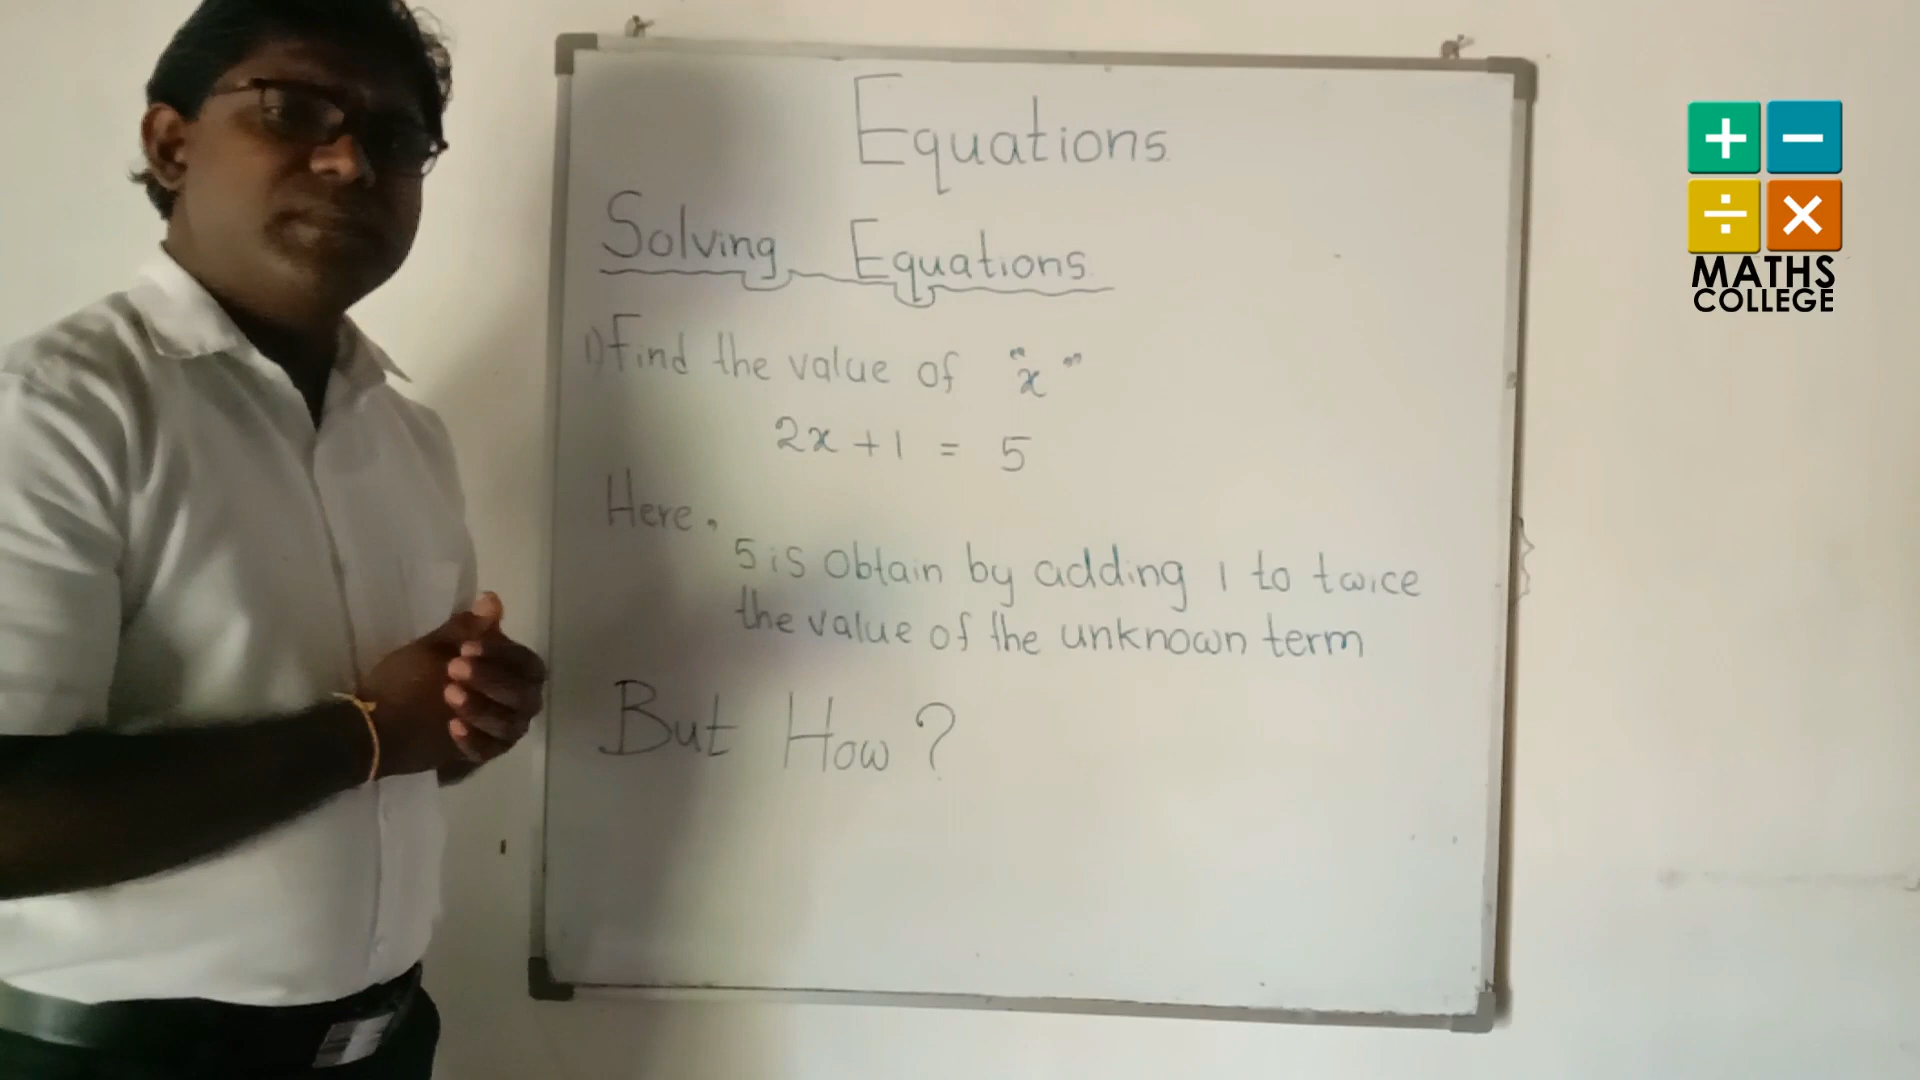 Equations
Solving Equations
1) Find the value of "x"
2x + 1 = 5
Here,
5 is obtain by adding 1 to twice
the value of the unknown term
But How?
+ −
÷ ×
MATHS
COLLEGE